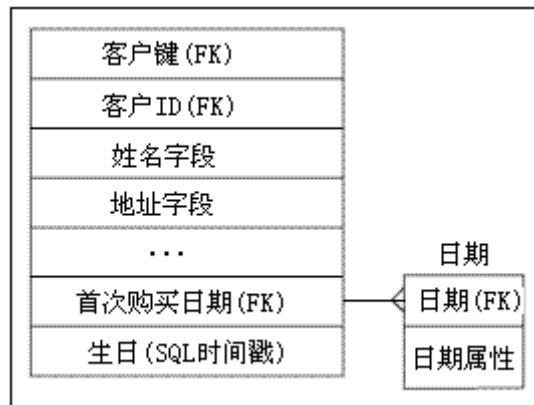 客户键(FK)
客户ID(FK)
姓名字段
地址字段
...
首次购买日期(FK)
生日(SQL时间戳)
日期
日期(FK)
日期属性